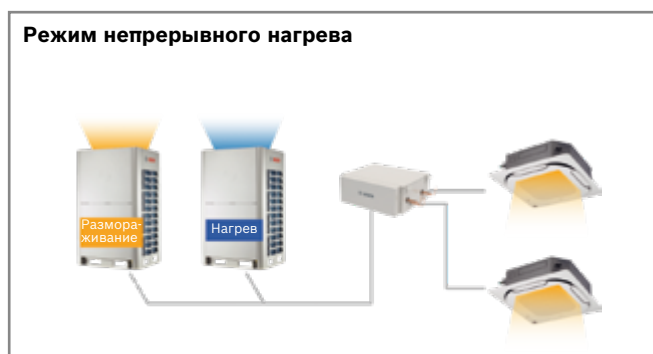 Режим непрерывного нагрева
Размора-
живание
Нагрев